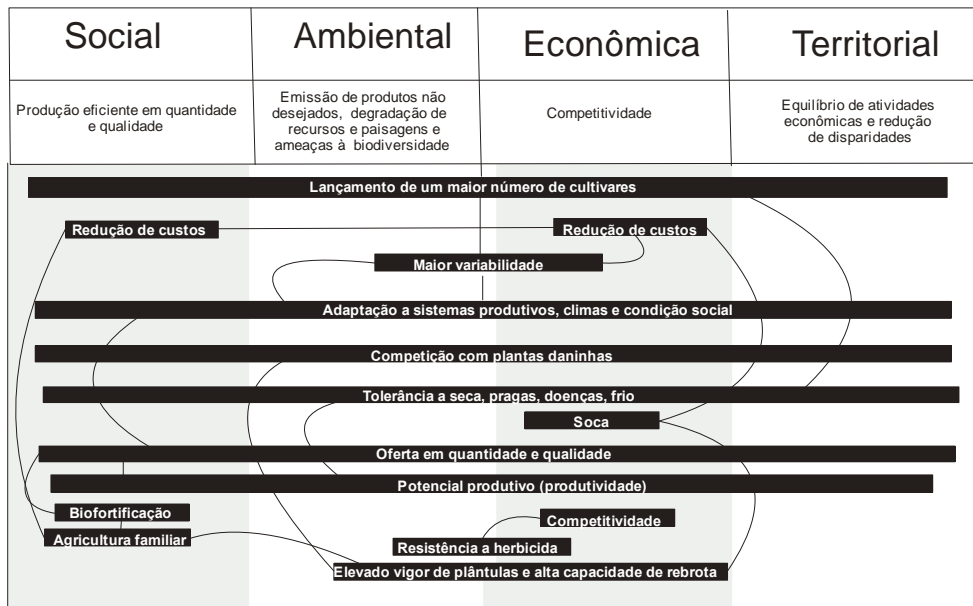 Social
Ambiental
Econômica
Territorial
Produção eficiente em quantidade
e qualidade
Emissão de produtos não
desejados, degradação de
recursos e paisagens e
ameaças à biodiversidade
Competitividade
Equilíbrio de atividades
econômicas e redução
de disparidades
Lançamento de um maior número de cultivares
Redução de custos
Redução de custos
Maior variabilidade
Adaptação a sistemas produtivos, climas e condição social
Competição com plantas daninhas
Tolerância a seca, pragas, doenças, frio
Soca
Oferta em quantidade e qualidade
Potencial produtivo (produtividade)
Biofortificação
Competitividade
Agricultura familiar
Resistência a herbicida
Elevado vigor de plântulas e alta capacidade de rebrota